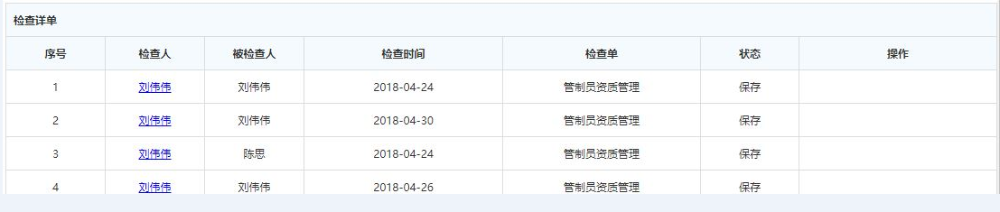 检查详单
序号 检查人 被检查人 检查时间 检查单 状态 操作
1 刘伟伟 刘伟伟 2018-04-24 管制员资质管理 保存
2 刘伟伟 刘伟伟 2018-04-30 管制员资质管理 保存
3 刘伟伟 陈思 2018-04-24 管制员资质管理 保存
4 刘伟伟 刘伟伟 2018-04-26 管制员资质管理 保存